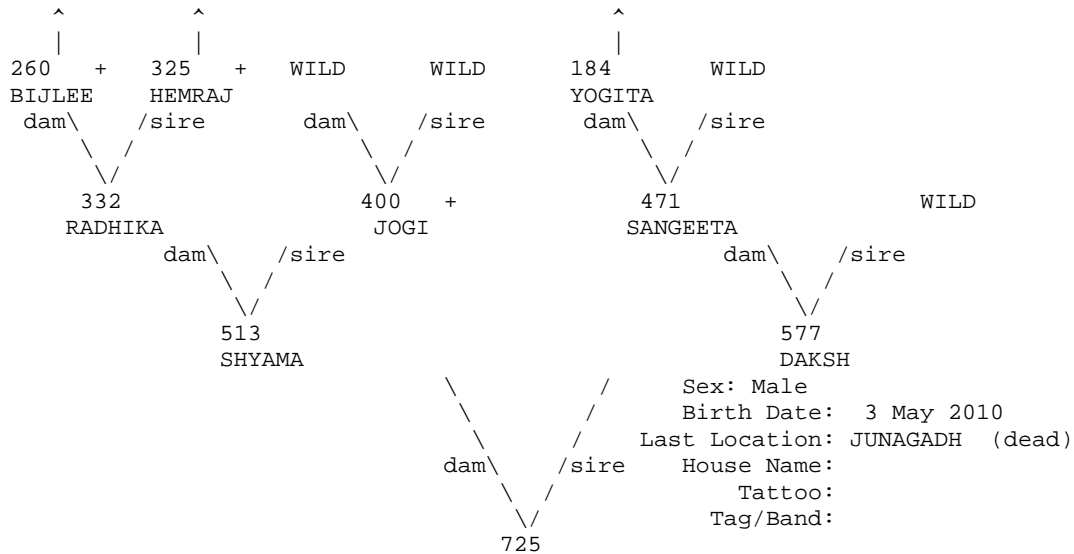 ^ ^ ^
| | |
260 + 325 + WILD WILD 184 WILD
BIJLEE HEMRAJ YOGITA
dam\ /sire dam\ /sire dam\ /sire
\ / \ / \ /
\/ \/ \/
332 400 + 471 WILD
RADHIKA JOGI SANGEETA
dam\ /sire dam\ /sire
\ / \ /
\/ \/
513 577
SHYAMA DAKSH
\ / Sex: Male
\ / Birth Date: 3 May 2010
\ / Last Location: JUNAGADH (dead)
dam\ /sire House Name:
\ / Tattoo:
\/ Tag/Band:
725